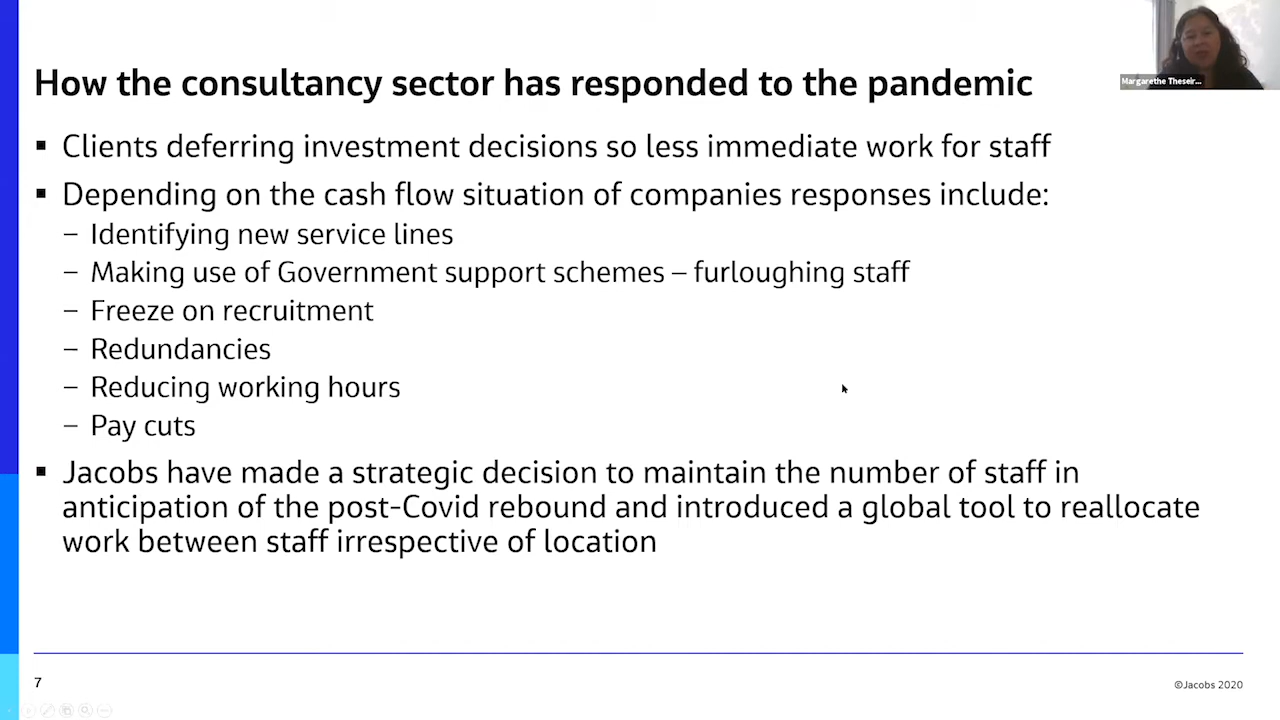 How the consultancy sector has responded to the pandemic
Margarethe Theseir...
▪ Clients deferring investment decisions so less immediate work for staff
▪ Depending on the cash flow situation of companies responses include:
– Identifying new service lines
– Making use of Government support schemes – furloughing staff
– Freeze on recruitment
– Redundancies
– Reducing working hours
– Pay cuts
▪ Jacobs have made a strategic decision to maintain the number of staff in
anticipation of the post-Covid rebound and introduced a global tool to reallocate
work between staff irrespective of location
7
©Jacobs 2020